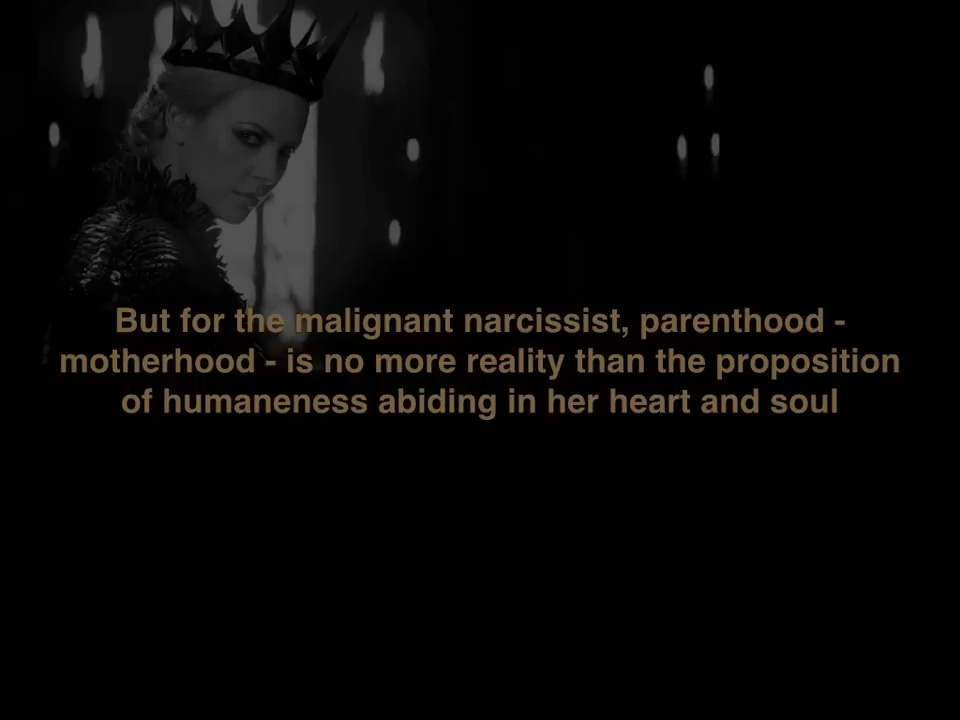 But for the malignant narcissist, parenthood -
motherhood - is no more reality than the proposition
of humaneness abiding in her heart and soul